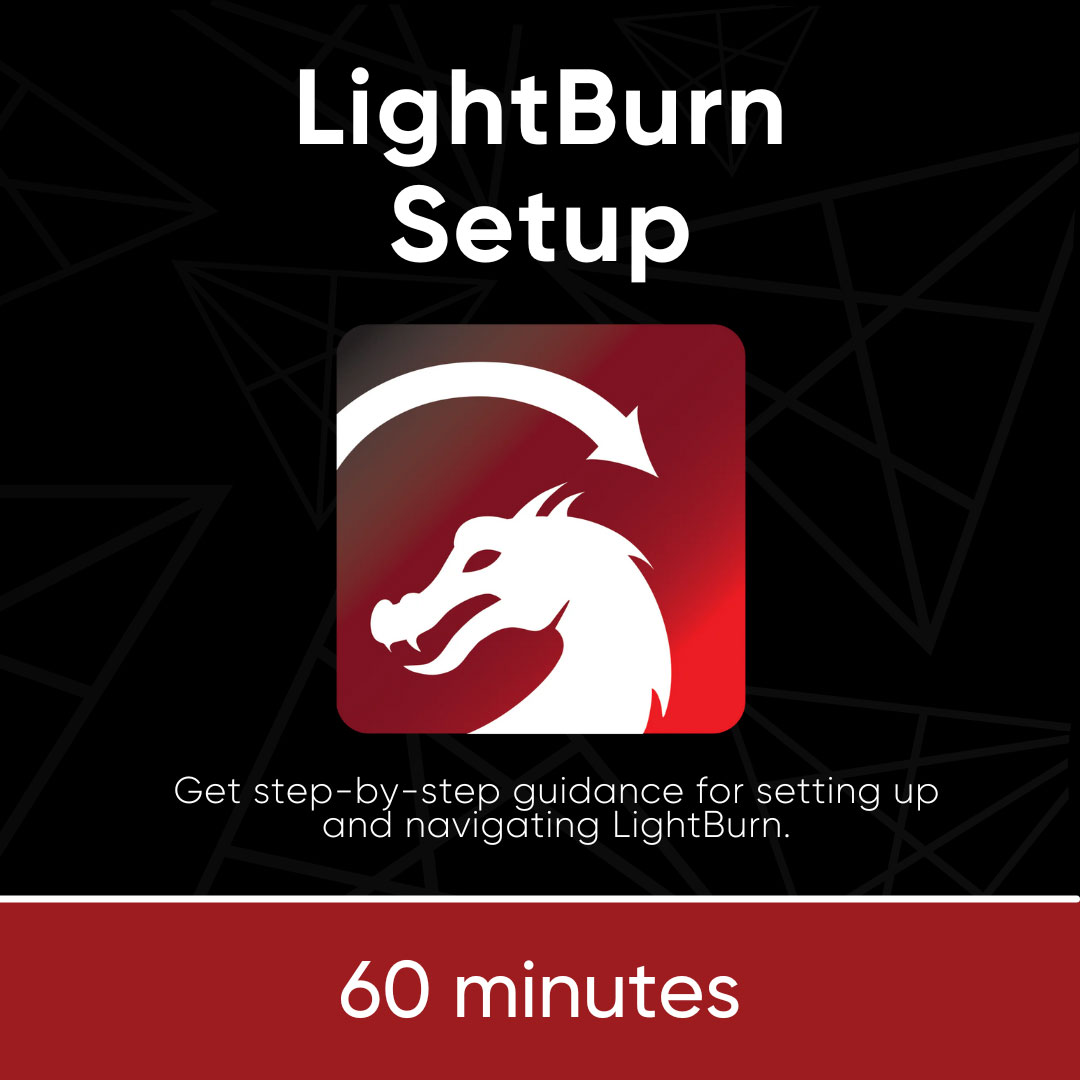 LightBurn
Setup
Get step-by-step guidance for setting up
and navigating LightBurn.
60 minutes